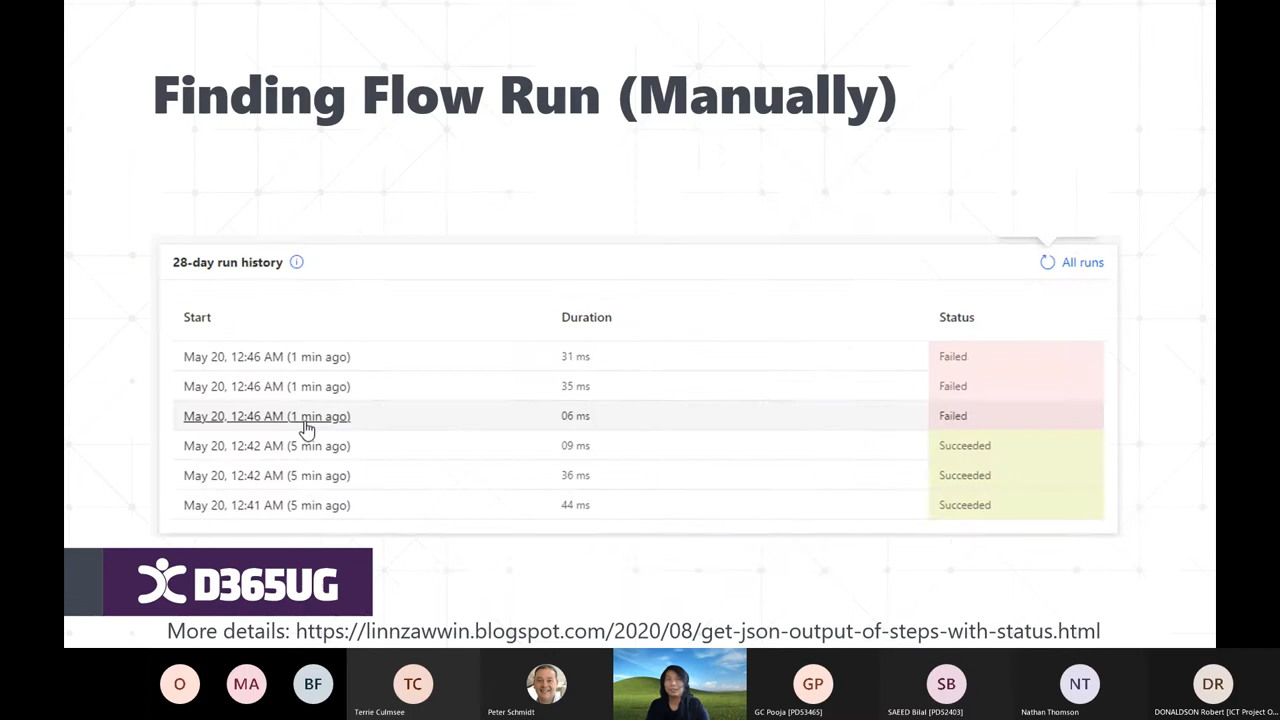 Finding Flow Run (Manually)
28-day run history
All runs
Start Duration Status
May 20, 12:46 AM (1 min ago) 31 ms Failed
May 20, 12:46 AM (1 min ago) 35 ms Failed
May 20, 12:46 AM (1 min ago) 06 ms Failed
May 20, 12:42 AM (5 min ago) 09 ms Succeeded
May 20, 12:42 AM (5 min ago) 36 ms Succeeded
May 20, 12:41 AM (5 min ago) 44 ms Succeeded
D365UG
More details: https://linnzawwin.blogspot.com/2020/08/get-json-output-of-steps-with-status.html
O MA BF TC GP SB NT DR
Terrie Culmsee Peter Schmidt GC Pooja [PD53465] SAEED Bilal [PD52403] Nathan Thomson DONALDSON Robert [ICT Project O...